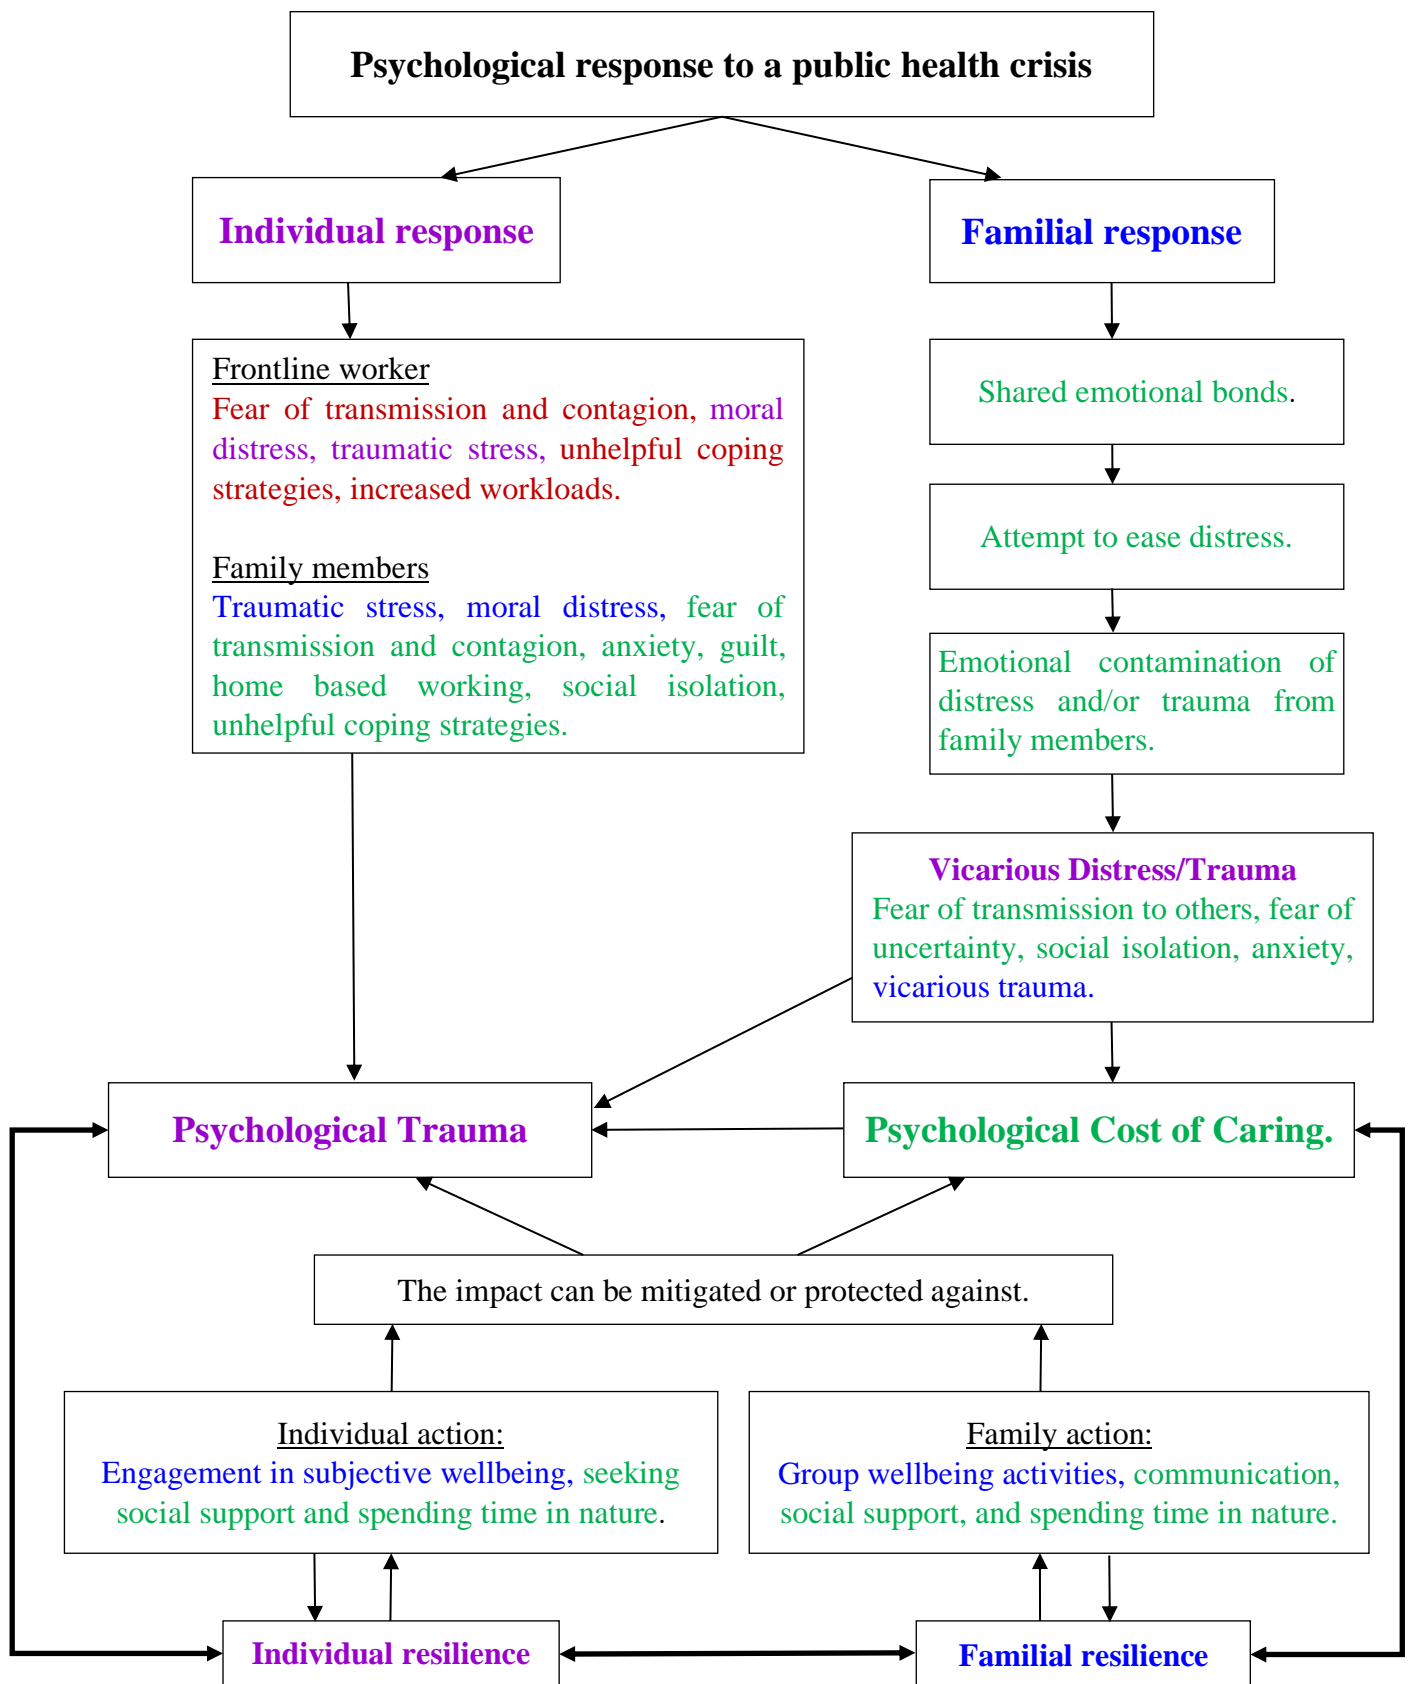 Psychological response to a public health crisis
Individual response
Familial response
Frontline worker
Fear of transmission and contagion, moral
distress, traumatic stress, unhelpful coping
strategies, increased workloads.
Family members
Traumatic stress, moral distress, fear of
transmission and contagion, anxiety, guilt,
home based working, social isolation,
unhelpful coping strategies.
Shared emotional bonds.
Attempt to ease distress.
Emotional contamination of
distress and/or trauma from
family members.
Vicarious Distress/Trauma
Fear of transmission to others, fear of
uncertainty, social isolation, anxiety,
vicarious trauma.
Psychological Trauma
Psychological Cost of Caring.
The impact can be mitigated or protected against.
Individual action:
Engagement in subjective wellbeing, seeking
social support and spending time in nature.
Family action:
Group wellbeing activities, communication,
social support, and spending time in nature.
Individual resilience
Familial resilience